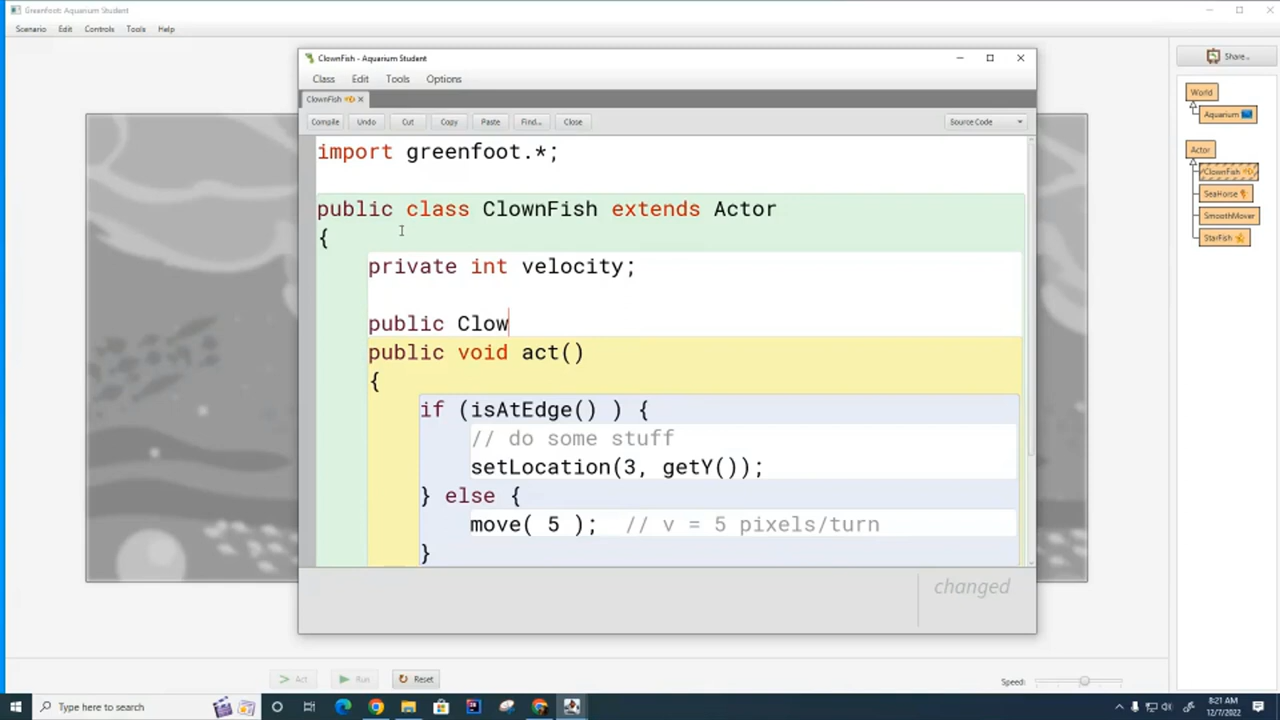 Greenfoot: Aquarium Student
Scenario Edit Controls Tools Help
Share...
World
Aquarium
Actor
ClownFish
SeaHorse
SmoothMover
StarFish
ClownFish - Aquarium Student
Class Edit Tools Options
ClownFish
Compile Undo Cut Copy Paste Find... Close Source Code
import greenfoot.*;
public class ClownFish extends Actor
{
private int velocity;
public Clow
public void act()
{
if (isAtEdge() ) {
// do some stuff
setLocation(3, getY());
} else {
move( 5 );  // v = 5 pixels/turn
}
changed
Act Run Reset Speed:
Type here to search
8:21 AM
12/7/2022